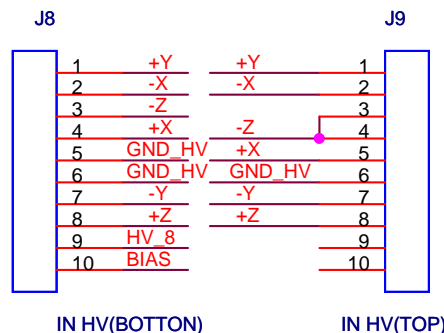 J8 J9
1 +Y +Y 1
2 -X -X 2
3 -Z 3
4 +X -Z 4
5 GND_HV +X 5
6 GND_HV GND_HV 6
7 -Y -Y 7
8 +Z +Z 8
9 HV_8 9
10 BIAS 10
IN HV(BOTTON) IN HV(TOP)